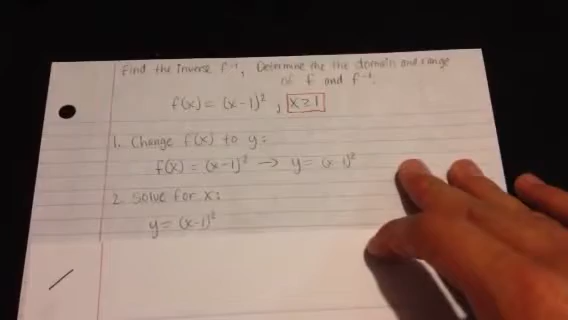 Find the inverse f⁻¹, Determine the the domain and range
of f and f⁻¹.
f(x) = (x-1)², x≥1
1. Change f(x) to y:
f(x) = (x-1)² → y = (x-1)²
2. Solve for x:
y = (x-1)²